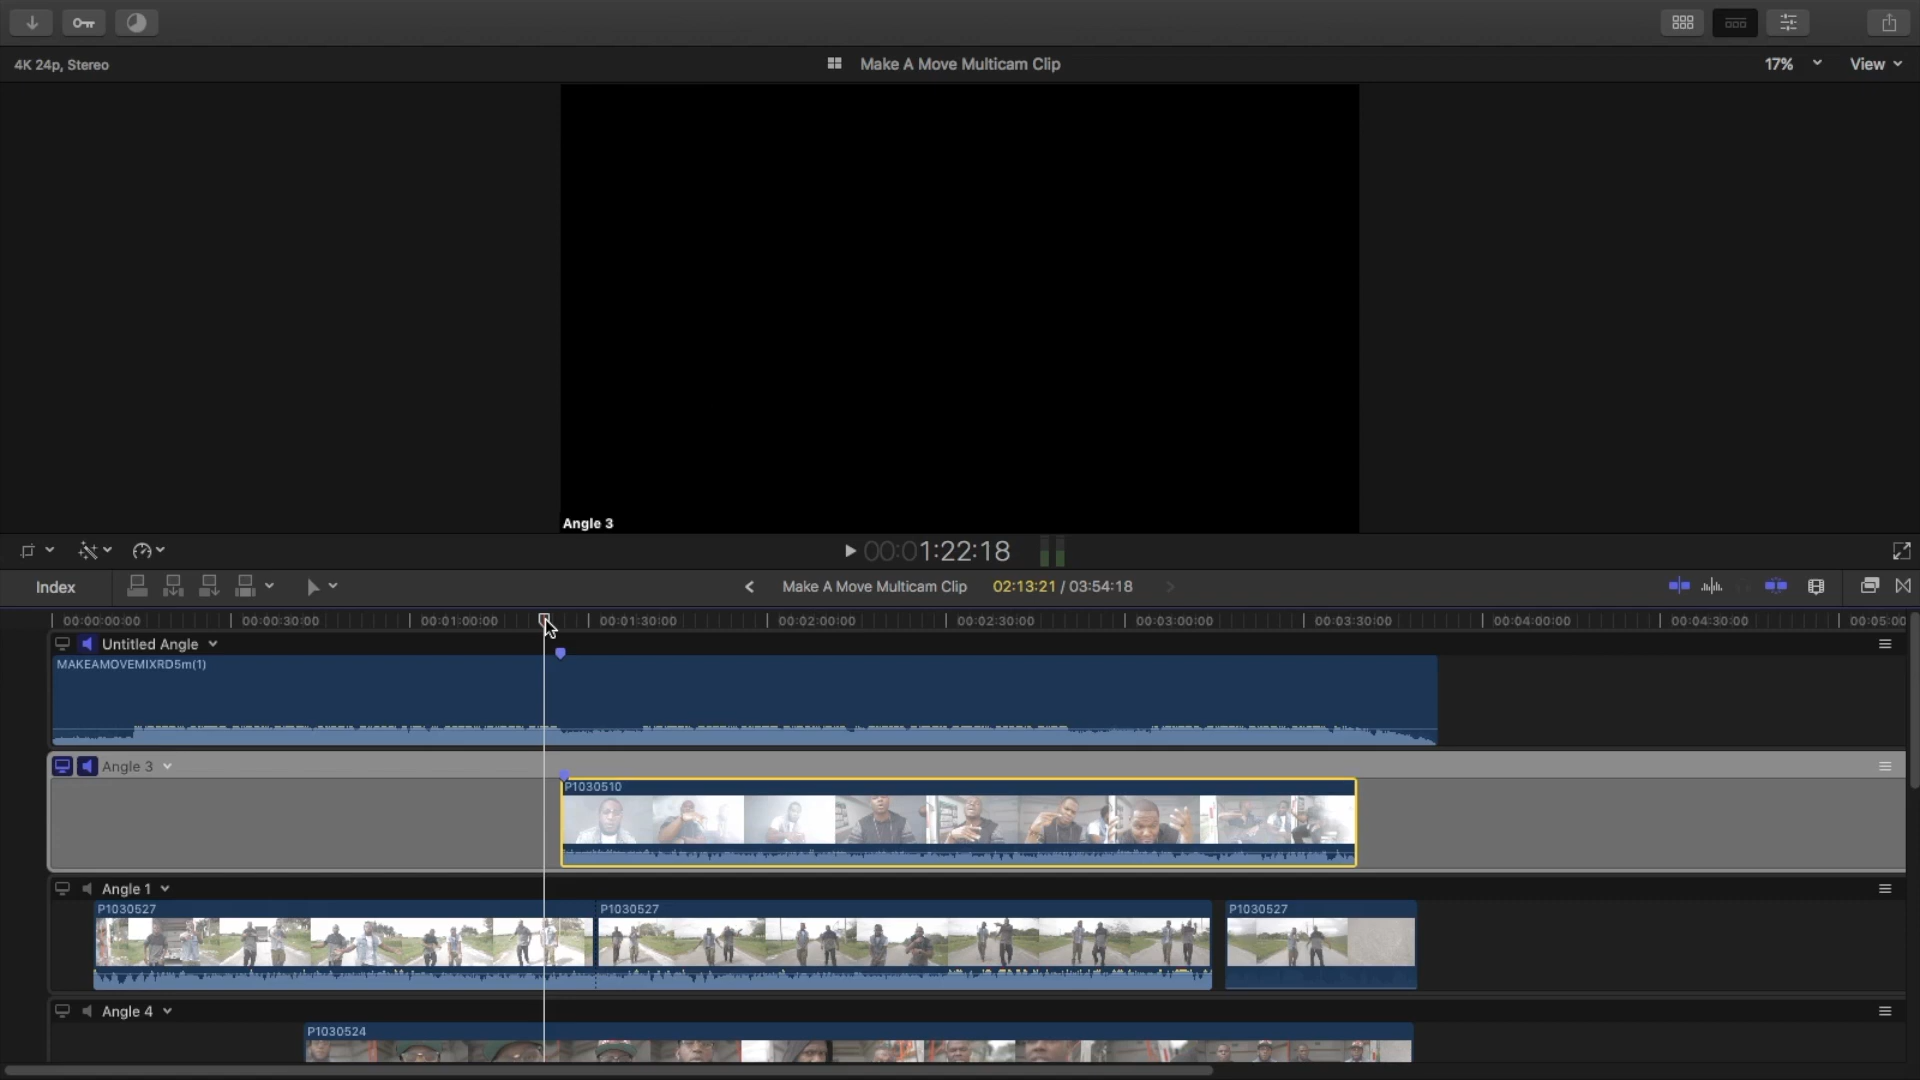 4K 24p, Stereo
Make A Move Multicam Clip
17%
View
Angle 3
00:01:22:18
Index
Make A Move Multicam Clip
02:13:21 / 03:54:18
00:00:00:00
00:00:30:00
00:01:00:00
00:01:30:00
00:02:00:00
00:02:30:00
00:03:00:00
00:03:30:00
00:04:00:00
00:04:30:00
00:05:00
Untitled Angle
MAKEAMOVEMIXRD5m(1)
Angle 3
P1030510
Angle 1
P1030527
P1030527
P1030527
Angle 4
P1030524